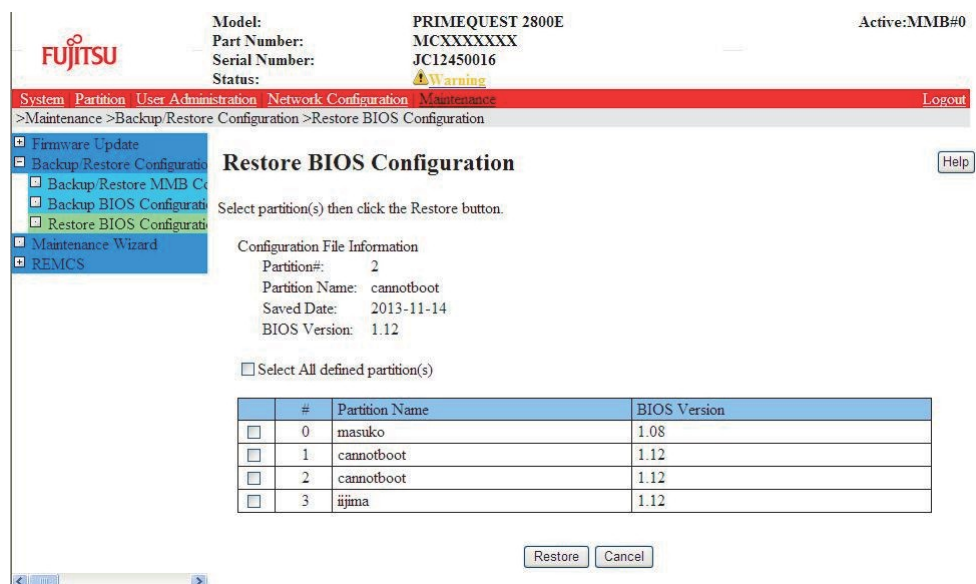 FUJITSU
Model: PRIMEQUEST 2800E Active:MMB#0
Part Number: MCXXXXXXX
Serial Number: JC12450016
Status: Warning
System | Partition | User Administration | Network Configuration | Maintenance Logout
>Maintenance >Backup/Restore Configuration >Restore BIOS Configuration
Firmware Update
Backup/Restore Configuratio
Backup/Restore MMB Co
Backup BIOS Configurati
Restore BIOS Configurati
Maintenance Wizard
REMCS
Restore BIOS Configuration Help
Select partition(s) then click the Restore button.
Configuration File Information
Partition#: 2
Partition Name: cannotboot
Saved Date: 2013-11-14
BIOS Version: 1.12
Select All defined partition(s)
# Partition Name BIOS Version
0 masuko 1.08
1 cannotboot 1.12
2 cannotboot 1.12
3 iijima 1.12
Restore Cancel